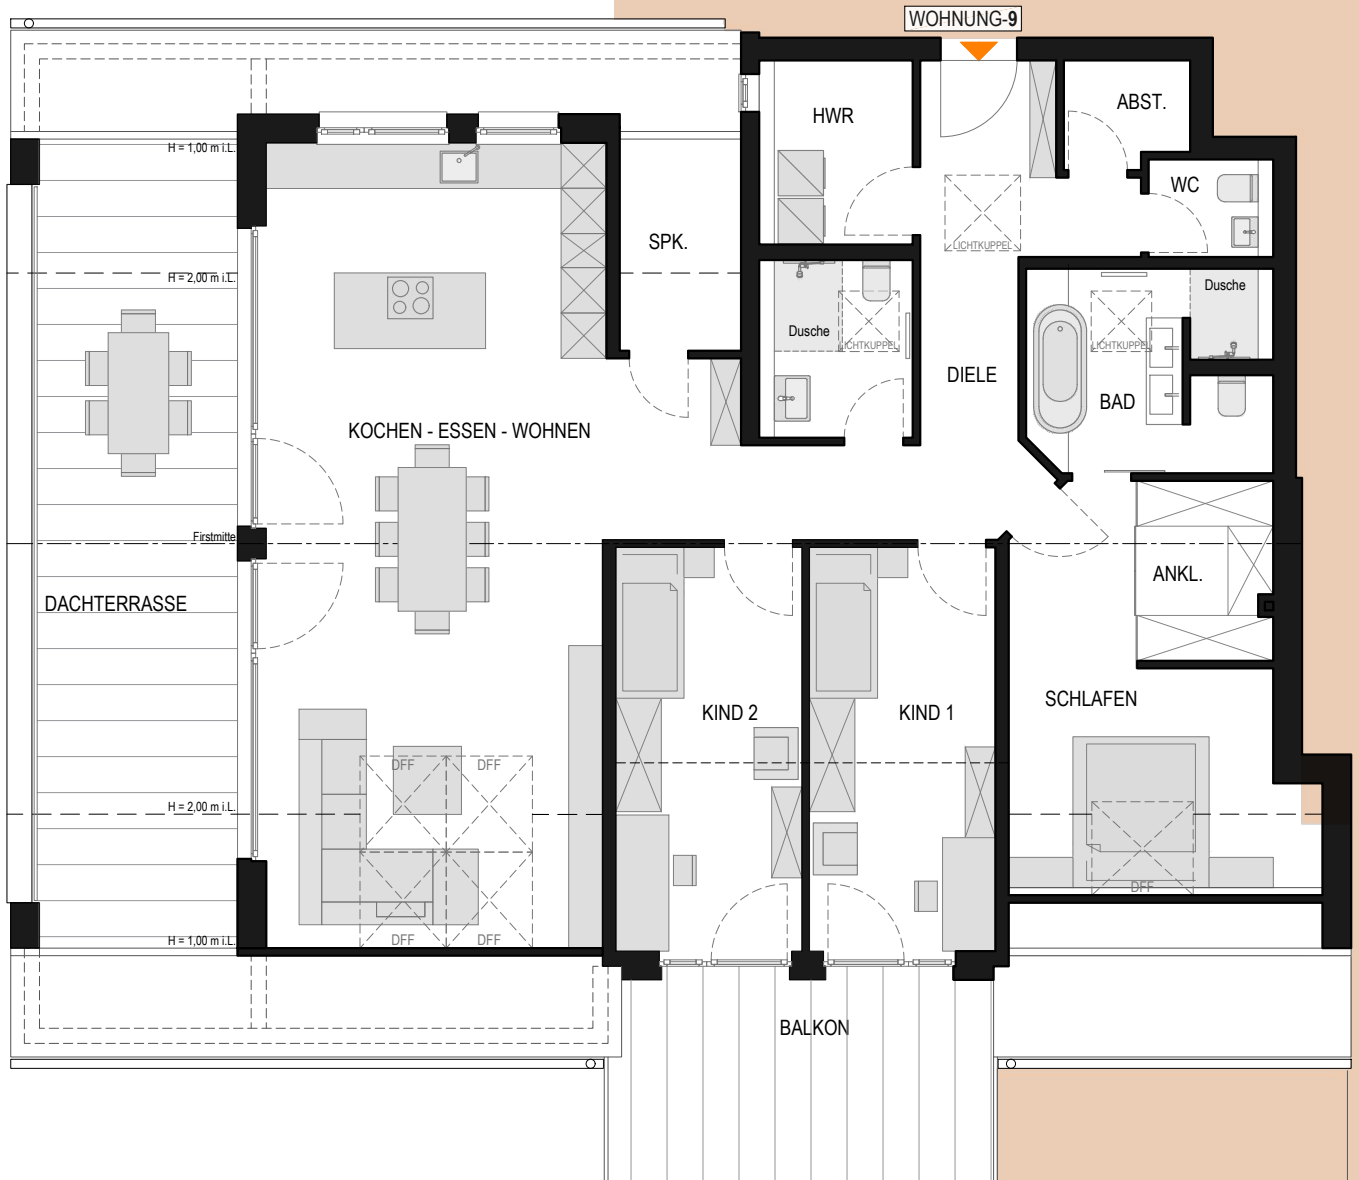 WOHNUNG-9
ABST.
HWR
H = 1,00 m i.L.
WC
SPK.
LICHTKUPPEL
H = 2,00 m i.L.
Dusche
Dusche
LICHTKUPPEL
LICHTKUPPEL
DIELE
BAD
KOCHEN - ESSEN - WOHNEN
Firstmitte
ANKL.
DACHTERRASSE
SCHLAFEN
KIND 2
KIND 1
DFF
DFF
H = 2,00 m i.L.
DFF
DFF
DFF
H = 1,00 m i.L.
BALKON